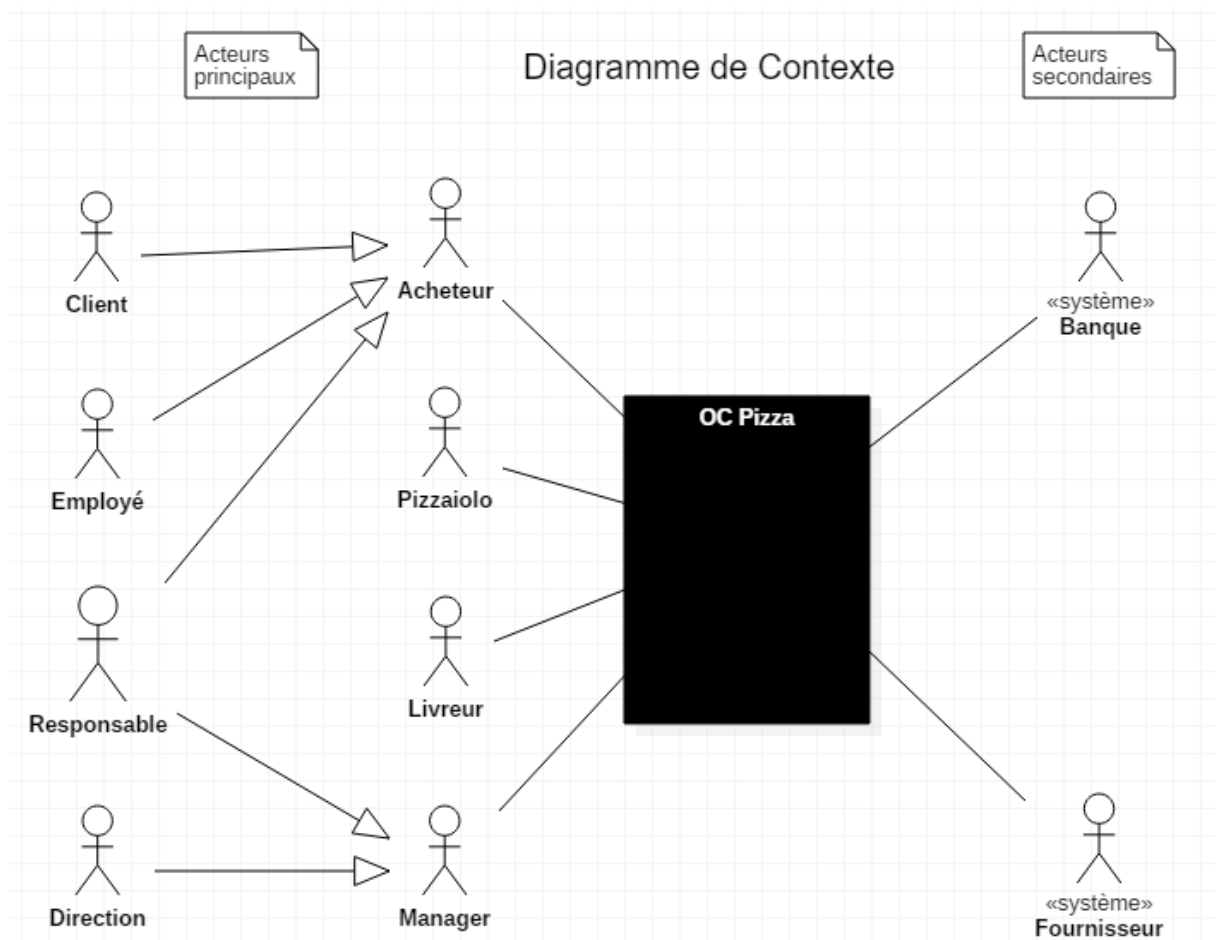 Acteurs
principaux
Diagramme de Contexte
Acteurs
secondaires
Client
Acheteur
«système»
Banque
OC Pizza
Employé
Pizzaiolo
Responsable
Livreur
Direction
Manager
«système»
Fournisseur